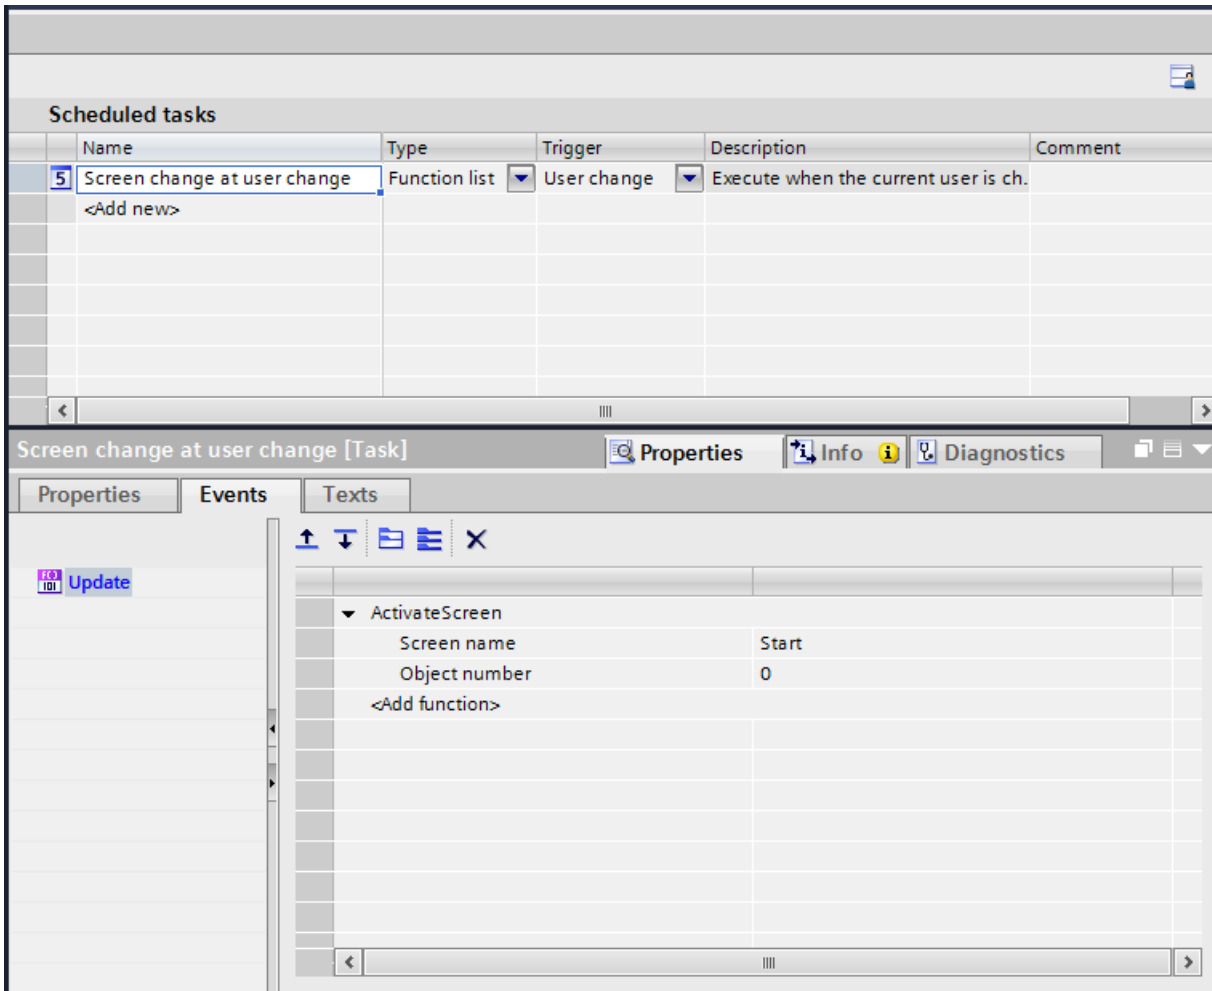 Scheduled tasks
Name Type Trigger Description Comment
5 Screen change at user change Function list User change Execute when the current user is ch.
<Add new>
Screen change at user change [Task] Properties Info Diagnostics
Properties Events Texts
Update
ActivateScreen
Screen name Start
Object number 0
<Add function>